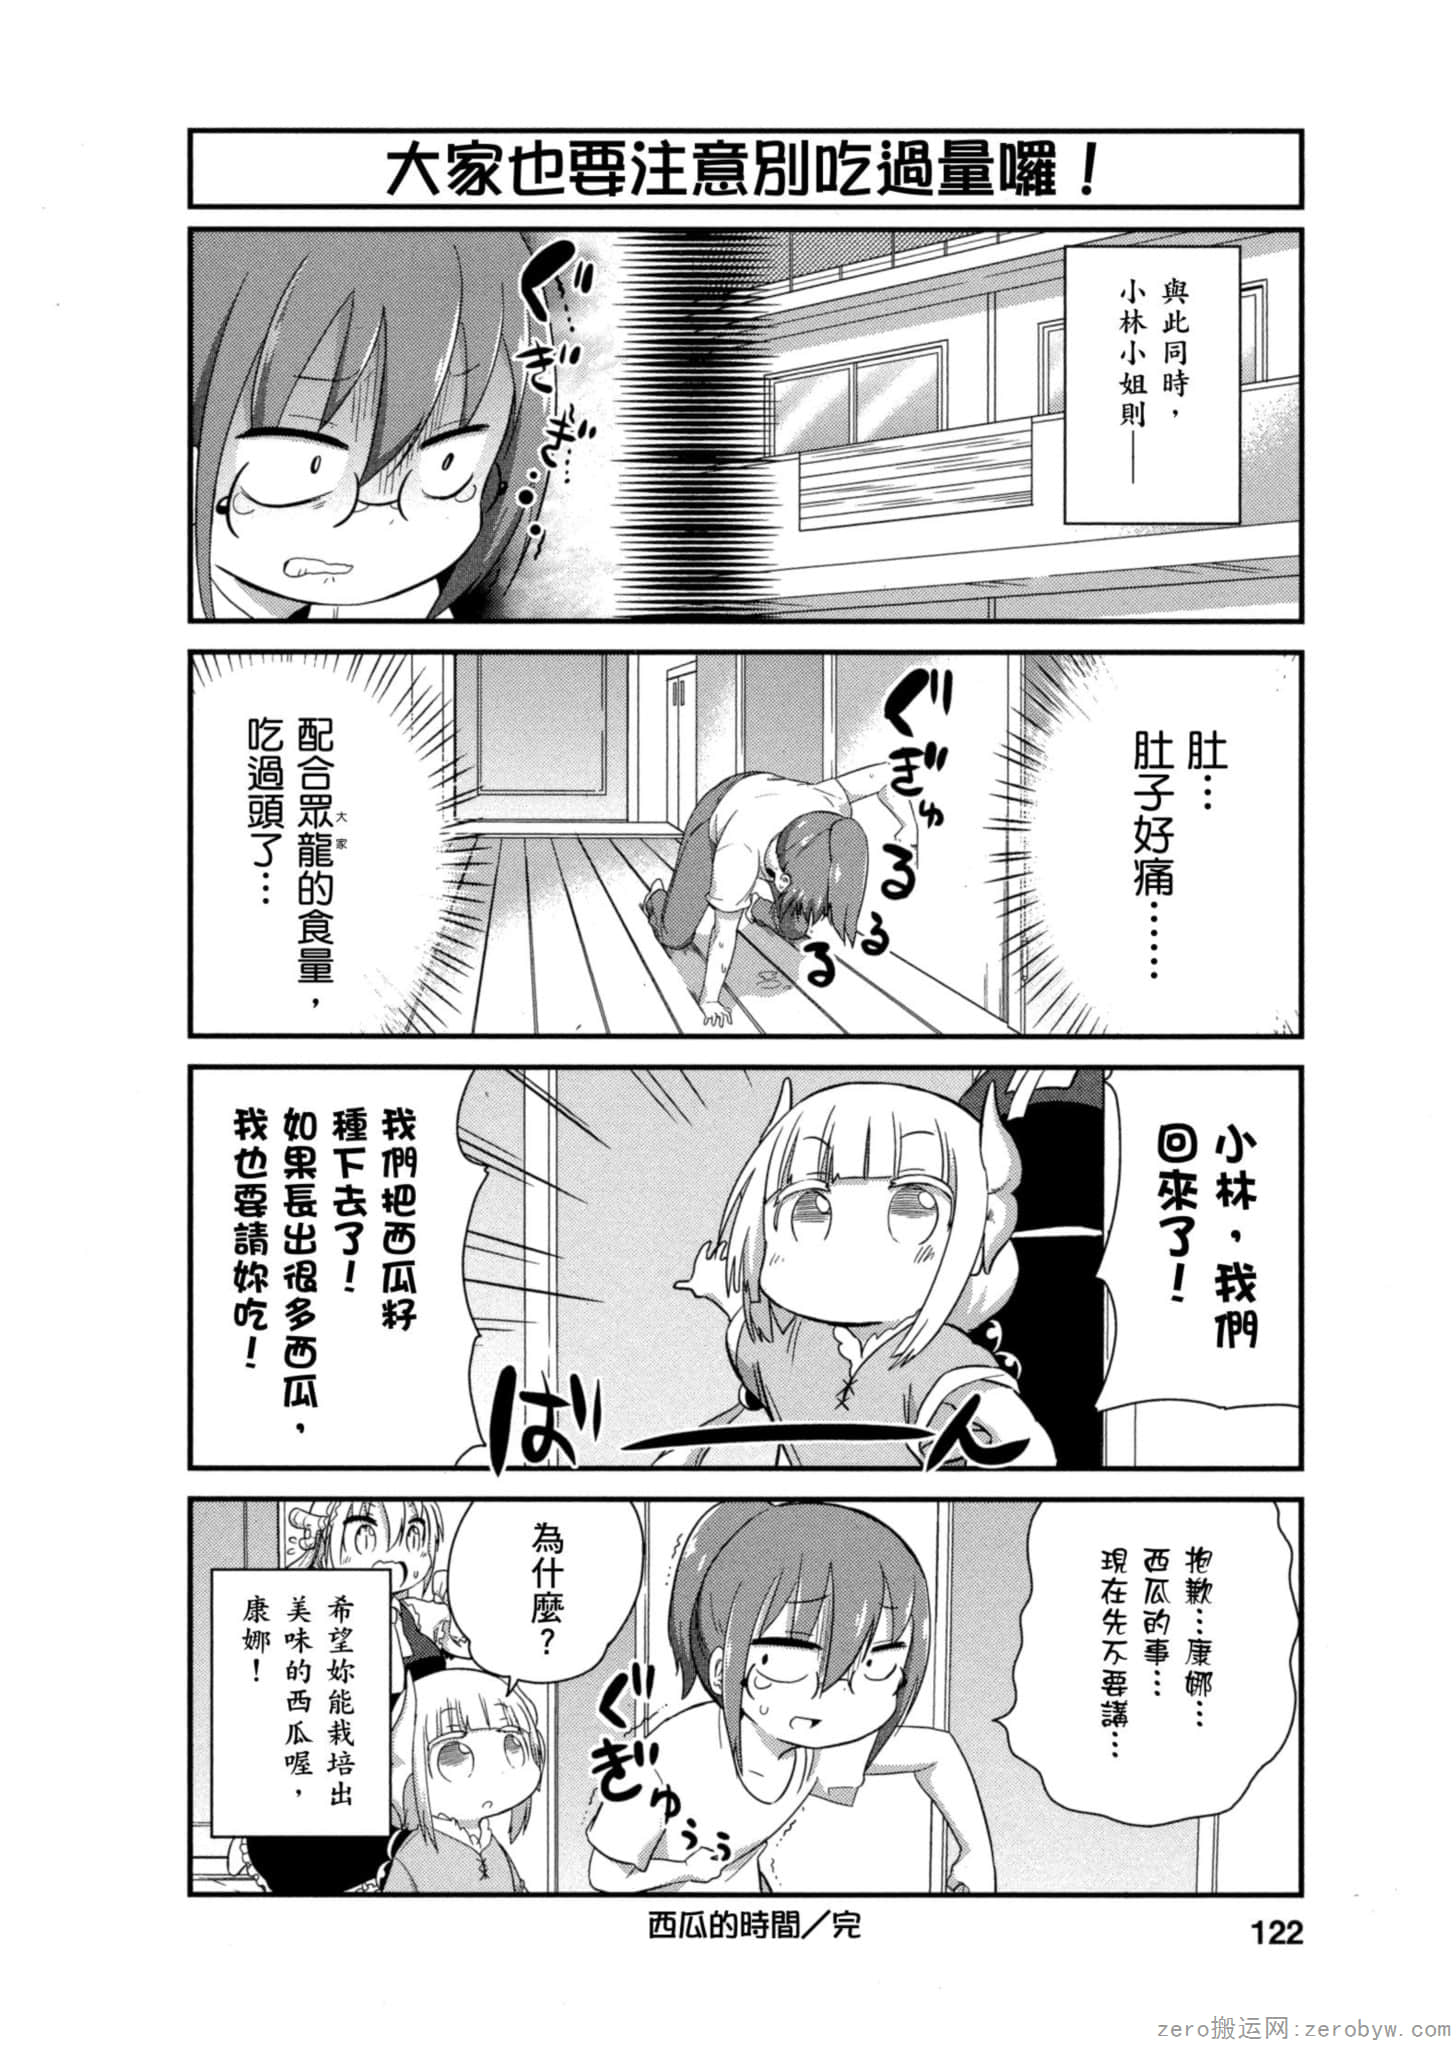 大家也要注意別吃過量囉！
與此同時，
小林小姐則——
ぐ…
ぎぎ…
肚…
肚子好痛……
ぐぎゅるるるる
配合眾龍的食量，
大家
吃過頭了…
小林，我們
回來了！
我們把西瓜籽
種下去了！
如果長出很多西瓜，
我也要請妳吃！
ばーーん
抱歉…康娜…
西瓜的事…
現在先不要講…
ぐぎゅぅぅ
為什麼？
希望妳能栽培出
美味的西瓜喔，
康娜！
西瓜的時間／完
122
zero搬运网:zerobyw.com